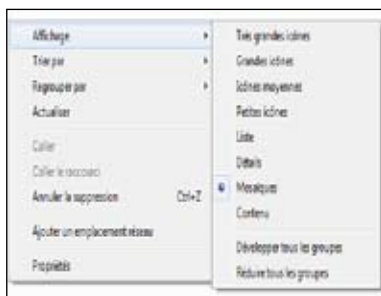 Affichage
Trier par
Regrouper par
Actualiser
Coller
Coller le raccourci
Annuler la suppression Ctrl+Z
Ajouter un emplacement réseau
Propriétés
Très grandes icônes
Grandes icônes
Icônes moyennes
Petites icônes
Liste
Détails
Mosaïques
Contenu
Développer tous les groupes
Réduire tous les groupes